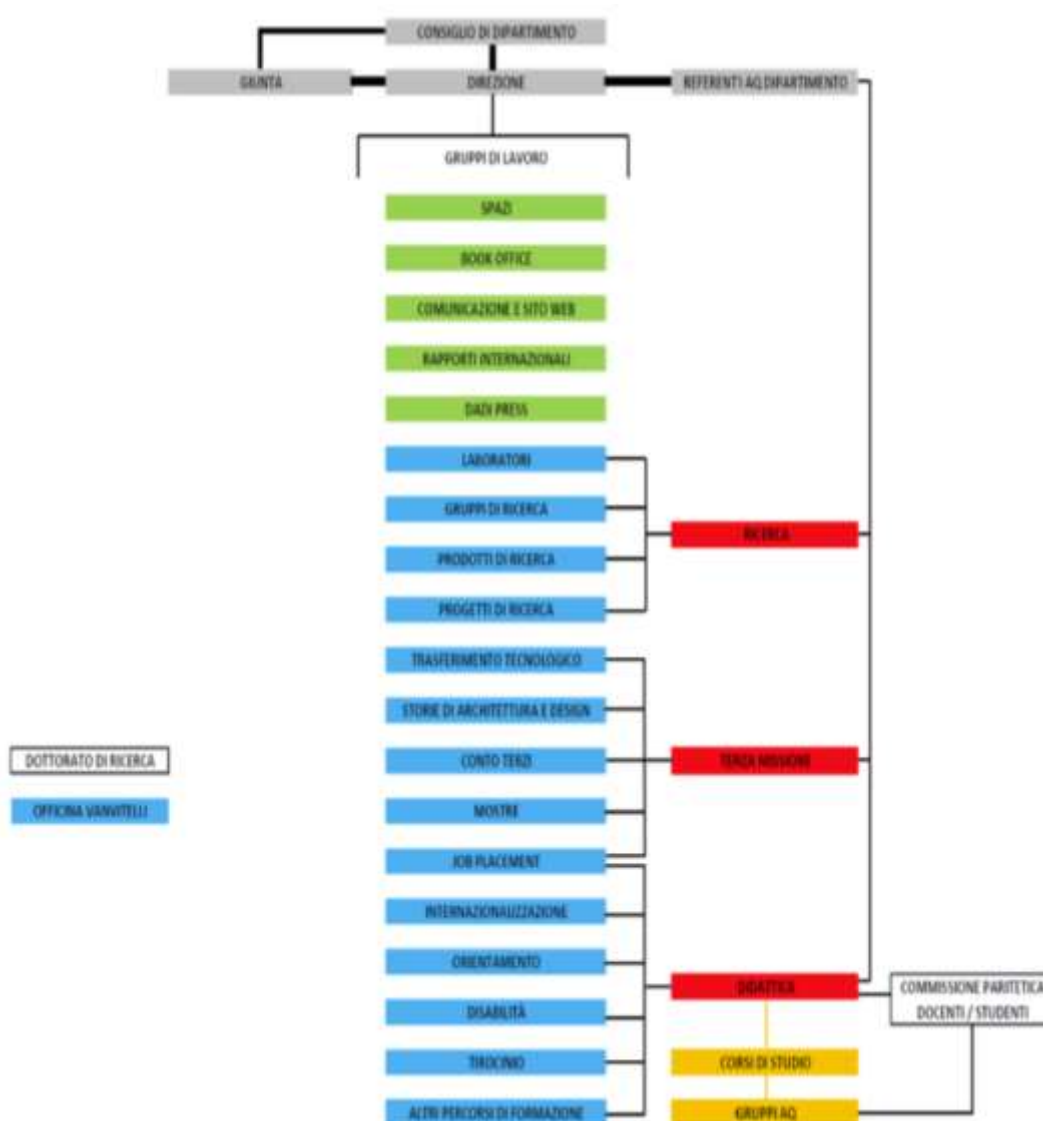 CONSIGLIO DI DIPARTIMENTO
GIUNTA
DIREZIONE
REFERENTI AQ DIPARTIMENTO
GRUPPI DI LAVORO
SPAZI
BOOK OFFICE
COMUNICAZIONE E SITO WEB
RAPPORTI INTERNAZIONALI
DADI PRESS
LABORATORI
GRUPPI DI RICERCA
RICERCA
PRODOTTI DI RICERCA
PROGETTI DI RICERCA
TRASFERIMENTO TECNOLOGICO
STORIE DI ARCHITETTURA E DESIGN
DOTTORATO DI RICERCA
CONTO TERZI
TERZA MISSIONE
OFFICINA VANVITELLI
MOSTRE
JOB PLACEMENT
INTERNAZIONALIZZAZIONE
ORIENTAMENTO
DIDATTICA
COMMISSIONE PARITETICA
DOCENTI / STUDENTI
DISABILITÀ
TIROCINIO
CORSI DI STUDIO
ALTRI PERCORSI DI FORMAZIONE
GRUPPI AQ